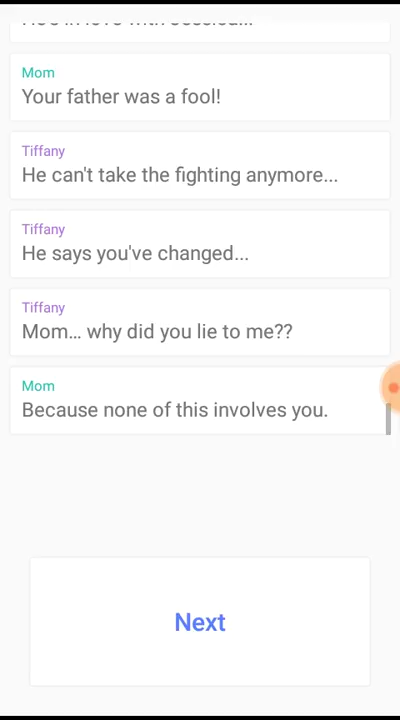 Mom
Your father was a fool!
Tiffany
He can't take the fighting anymore...
Tiffany
He says you've changed...
Tiffany
Mom... why did you lie to me??
Mom
Because none of this involves you.
Next